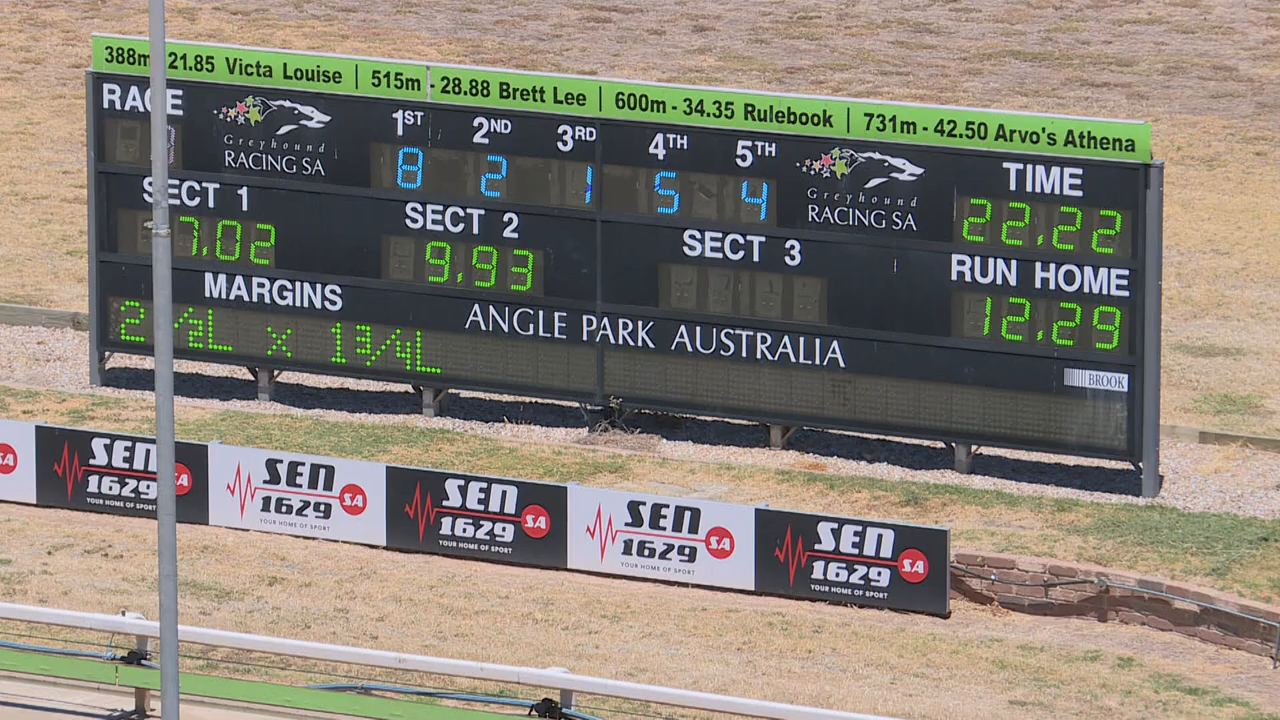 388m 21.85 Victa Louise | 515m - 28.88 Brett Lee | 600m - 34.35 Rulebook | 731m - 42.50 Arvo's Athena
RACE
Greyhound
RACING SA
1ST 2ND 3RD 4TH 5TH
8 2 1 5 4
Greyhound
RACING SA
TIME
22.22
SECT 1
7.02
SECT 2
9.93
SECT 3
RUN HOME
12.29
MARGINS
2 1/2L x 1 3/4L
ANGLE PARK AUSTRALIA
BROOK
SA
SEN
1629 SA
YOUR HOME OF SPORT
SEN
1629 SA
YOUR HOME OF SPORT
SEN
1629 SA
YOUR HOME OF SPORT
SEN
1629 SA
YOUR HOME OF SPORT
SEN
1629 SA
YOUR HOME OF SPORT